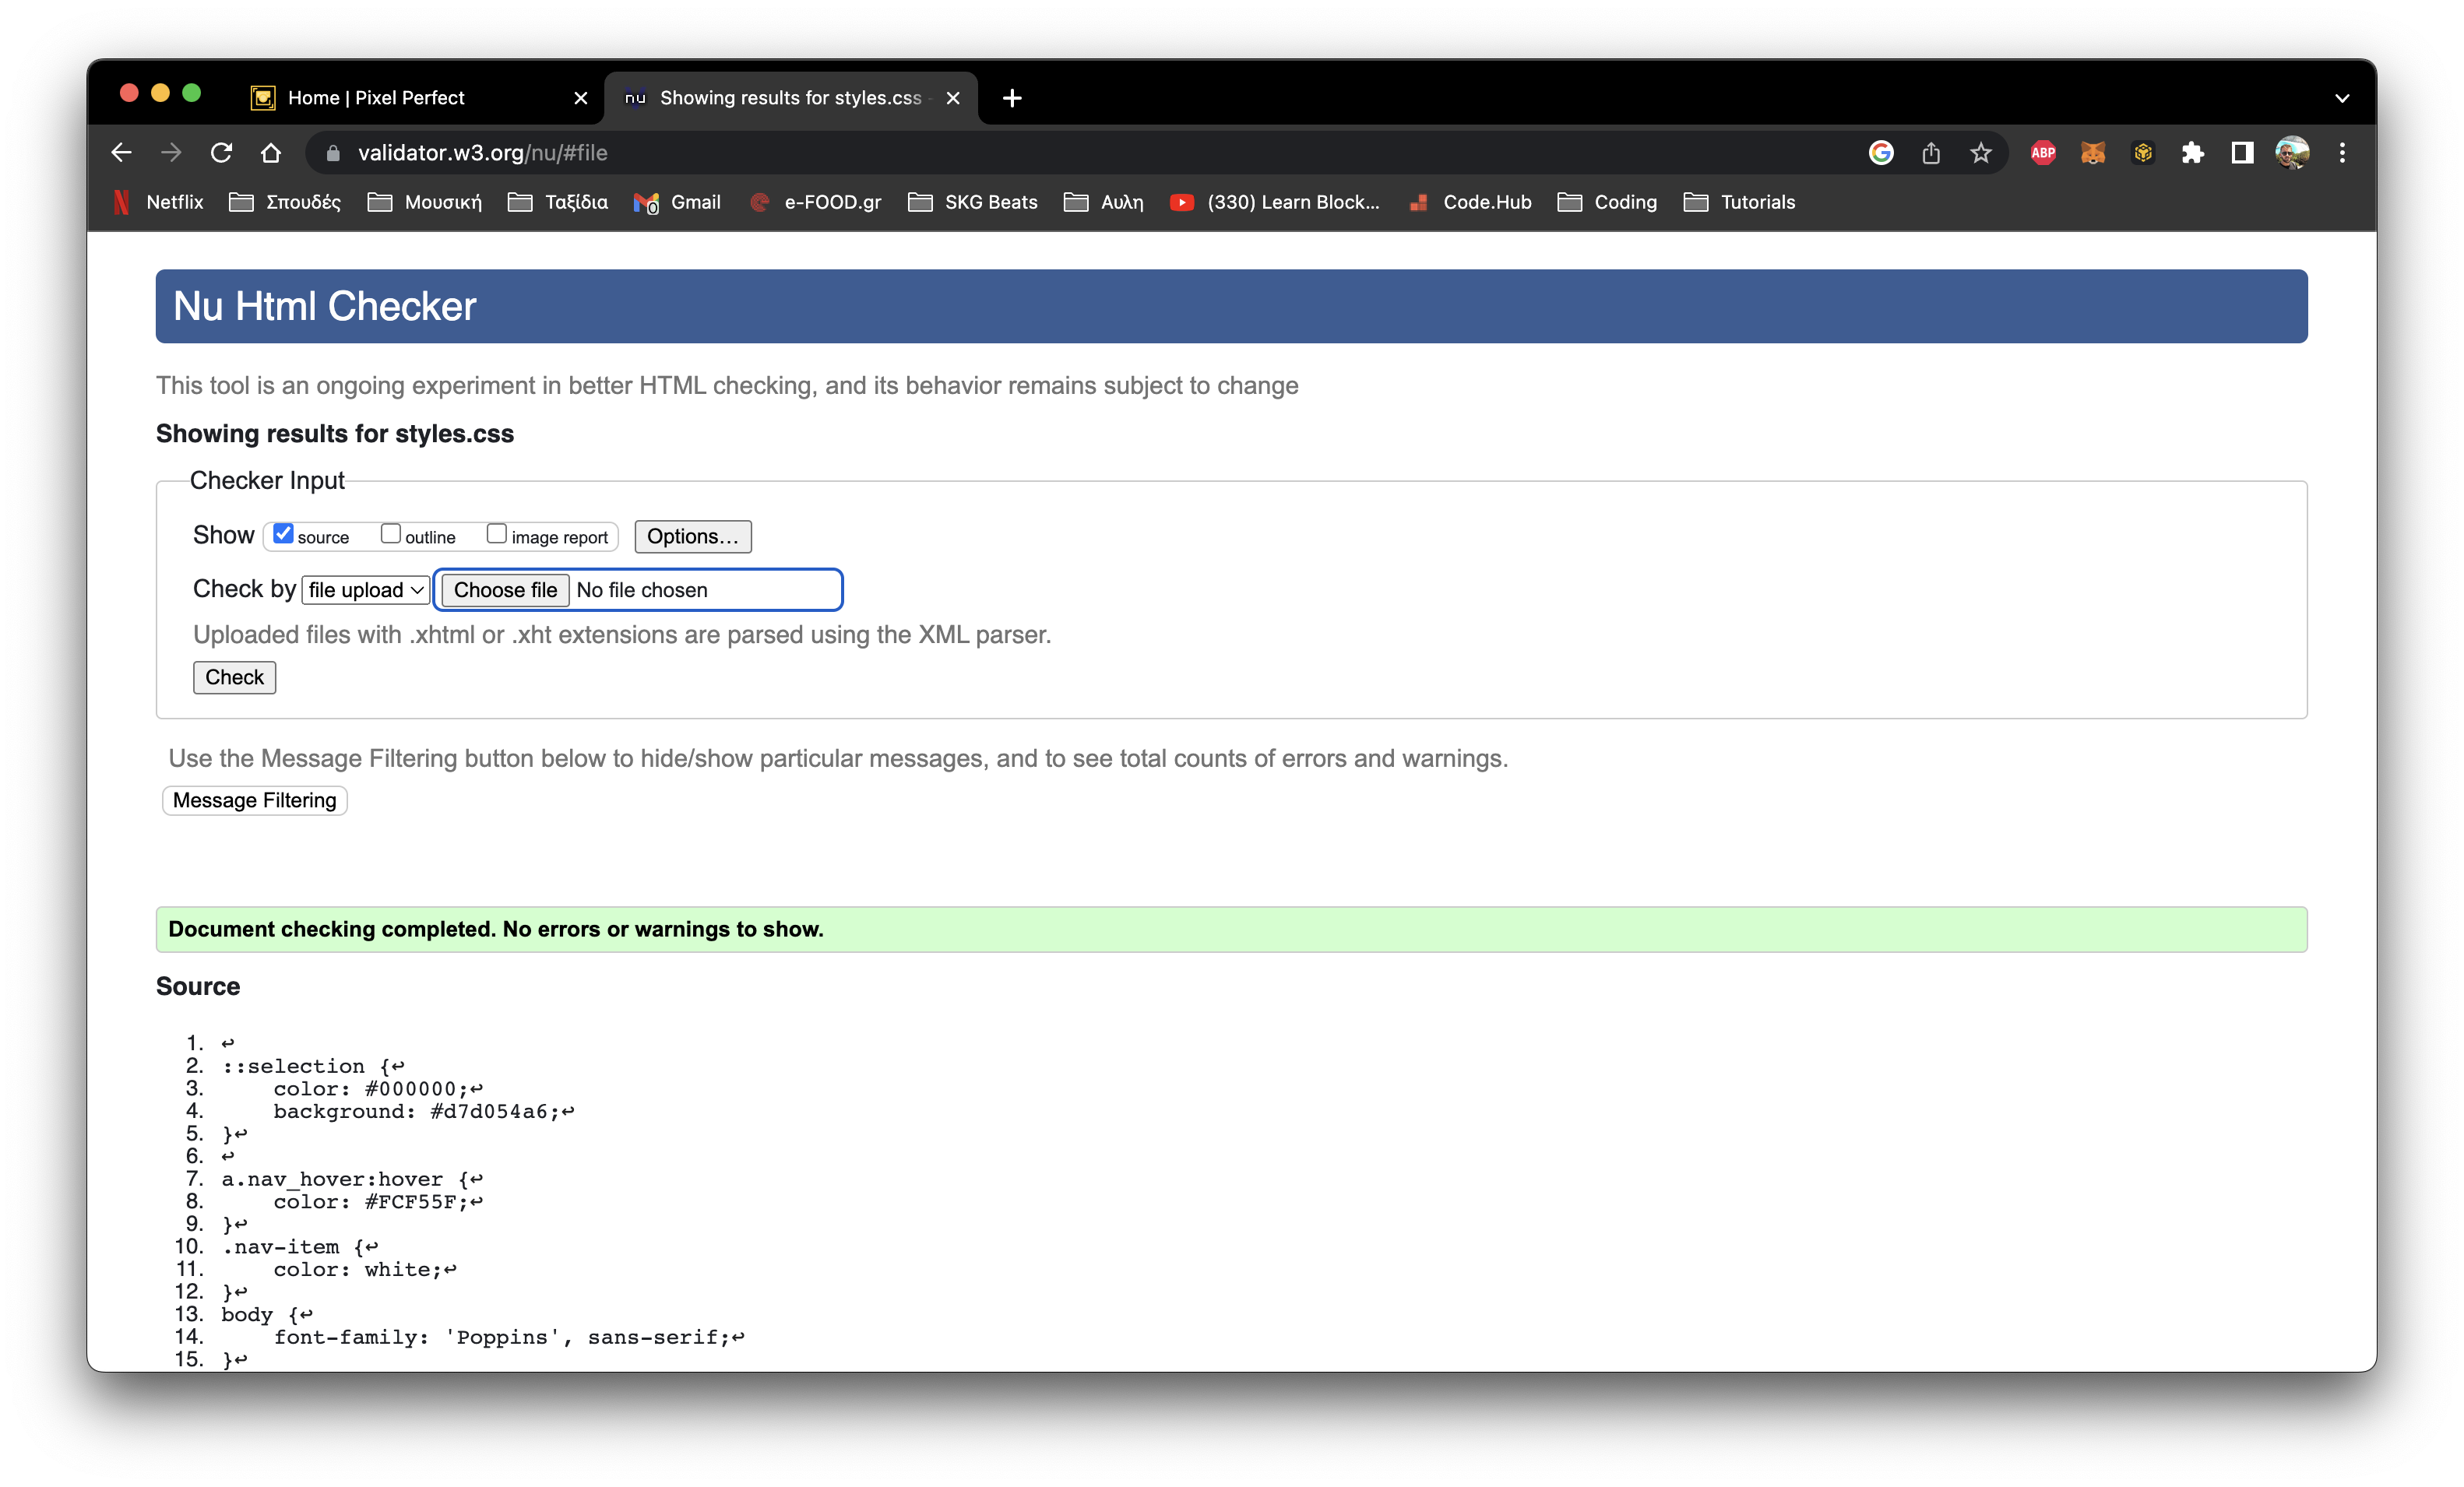 Home | Pixel Perfect
nu Showing results for styles.css -
validator.w3.org/nu/#file
ABP
Netflix Σπουδές Μουσική Ταξίδια Gmail e-FOOD.gr SKG Beats Αυλη (330) Learn Block... Code.Hub Coding Tutorials
Nu Html Checker
This tool is an ongoing experiment in better HTML checking, and its behavior remains subject to change
Showing results for styles.css
Checker Input
Show source outline image report Options...
Check by file upload Choose file No file chosen
Uploaded files with .xhtml or .xht extensions are parsed using the XML parser.
Check
Use the Message Filtering button below to hide/show particular messages, and to see total counts of errors and warnings.
Message Filtering
Document checking completed. No errors or warnings to show.
Source
1. ↩
2. ::selection {↩
3. color: #000000;↩
4. background: #d7d054a6;↩
5. }↩
6. ↩
7. a.nav_hover:hover {↩
8. color: #FCF55F;↩
9. }↩
10. .nav-item {↩
11. color: white;↩
12. }↩
13. body {↩
14. font-family: 'Poppins', sans-serif;↩
15. }↩